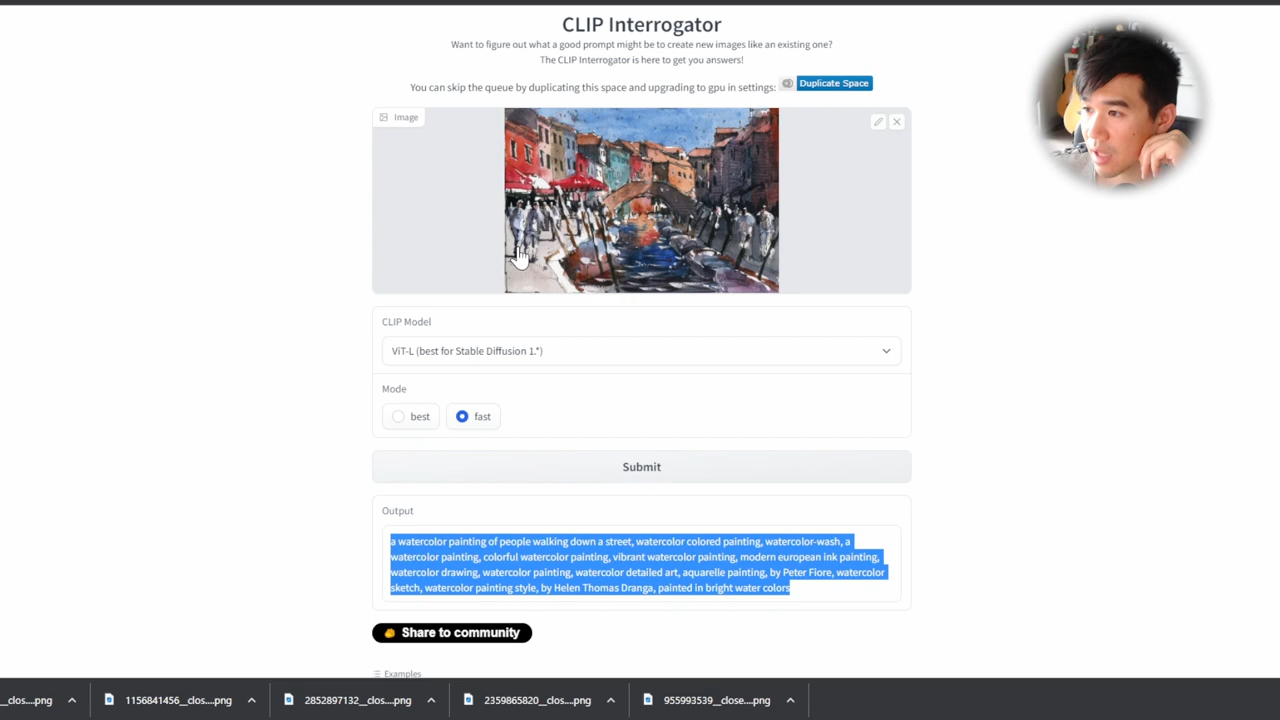 CLIP Interrogator
Want to figure out what a good prompt might be to create new images like an existing one?
The CLIP Interrogator is here to get you answers!
You can skip the queue by duplicating this space and upgrading to gpu in settings: Duplicate Space
Image
CLIP Model
ViT-L (best for Stable Diffusion 1.*)
Mode
best
fast
Submit
Output
a watercolor painting of people walking down a street, watercolor colored painting, watercolor-wash, a
watercolor painting, colorful watercolor painting, vibrant watercolor painting, modern european ink painting,
watercolor drawing, watercolor painting, watercolor detailed art, aquarelle painting, by Peter Fiore, watercolor
sketch, watercolor painting style, by Helen Thomas Dranga, painted in bright water colors
Share to community
Examples
__clos....png
1156841456__clos....png
2852897132__clos....png
2359865820__clos....png
955993539__close....png